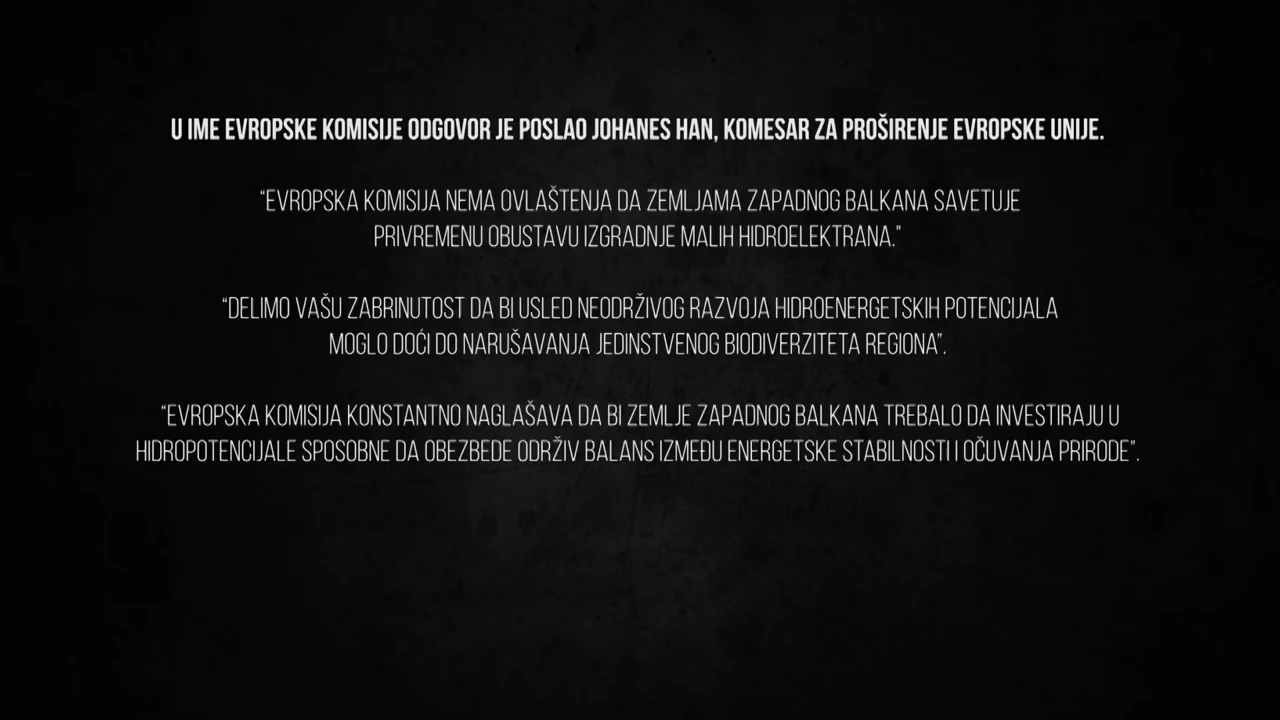 U IME EVROPSKE KOMISIJE ODGOVOR JE POSLAO JOHANES HAN, KOMESAR ZA PROŠIRENJE EVROPSKE UNIJE.
“EVROPSKA KOMISIJA NEMA OVLAŠTENJA DA ZEMLJAMA ZAPADNOG BALKANA SAVETUJE
PRIVREMENU OBUSTAVU IZGRADNJE MALIH HIDROELEKTRANA.”
“DELIMO VAŠU ZABRINUTOST DA BI USLED NEODRŽIVOG RAZVOJA HIDROENERGETSKIH POTENCIJALA
MOGLO DOĆI DO NARUŠAVANJA JEDINSTVENOG BIODIVERZITETA REGIONA”.
“EVROPSKA KOMISIJA KONSTANTNO NAGLAŠAVA DA BI ZEMLJE ZAPADNOG BALKANA TREBALO DA INVESTIRAJU U
HIDROPOTENCIJALE SPOSOBNE DA OBEZBEDE ODRŽIV BALANS IZMEĐU ENERGETSKE STABILNOSTI I OČUVANJA PRIRODE”.